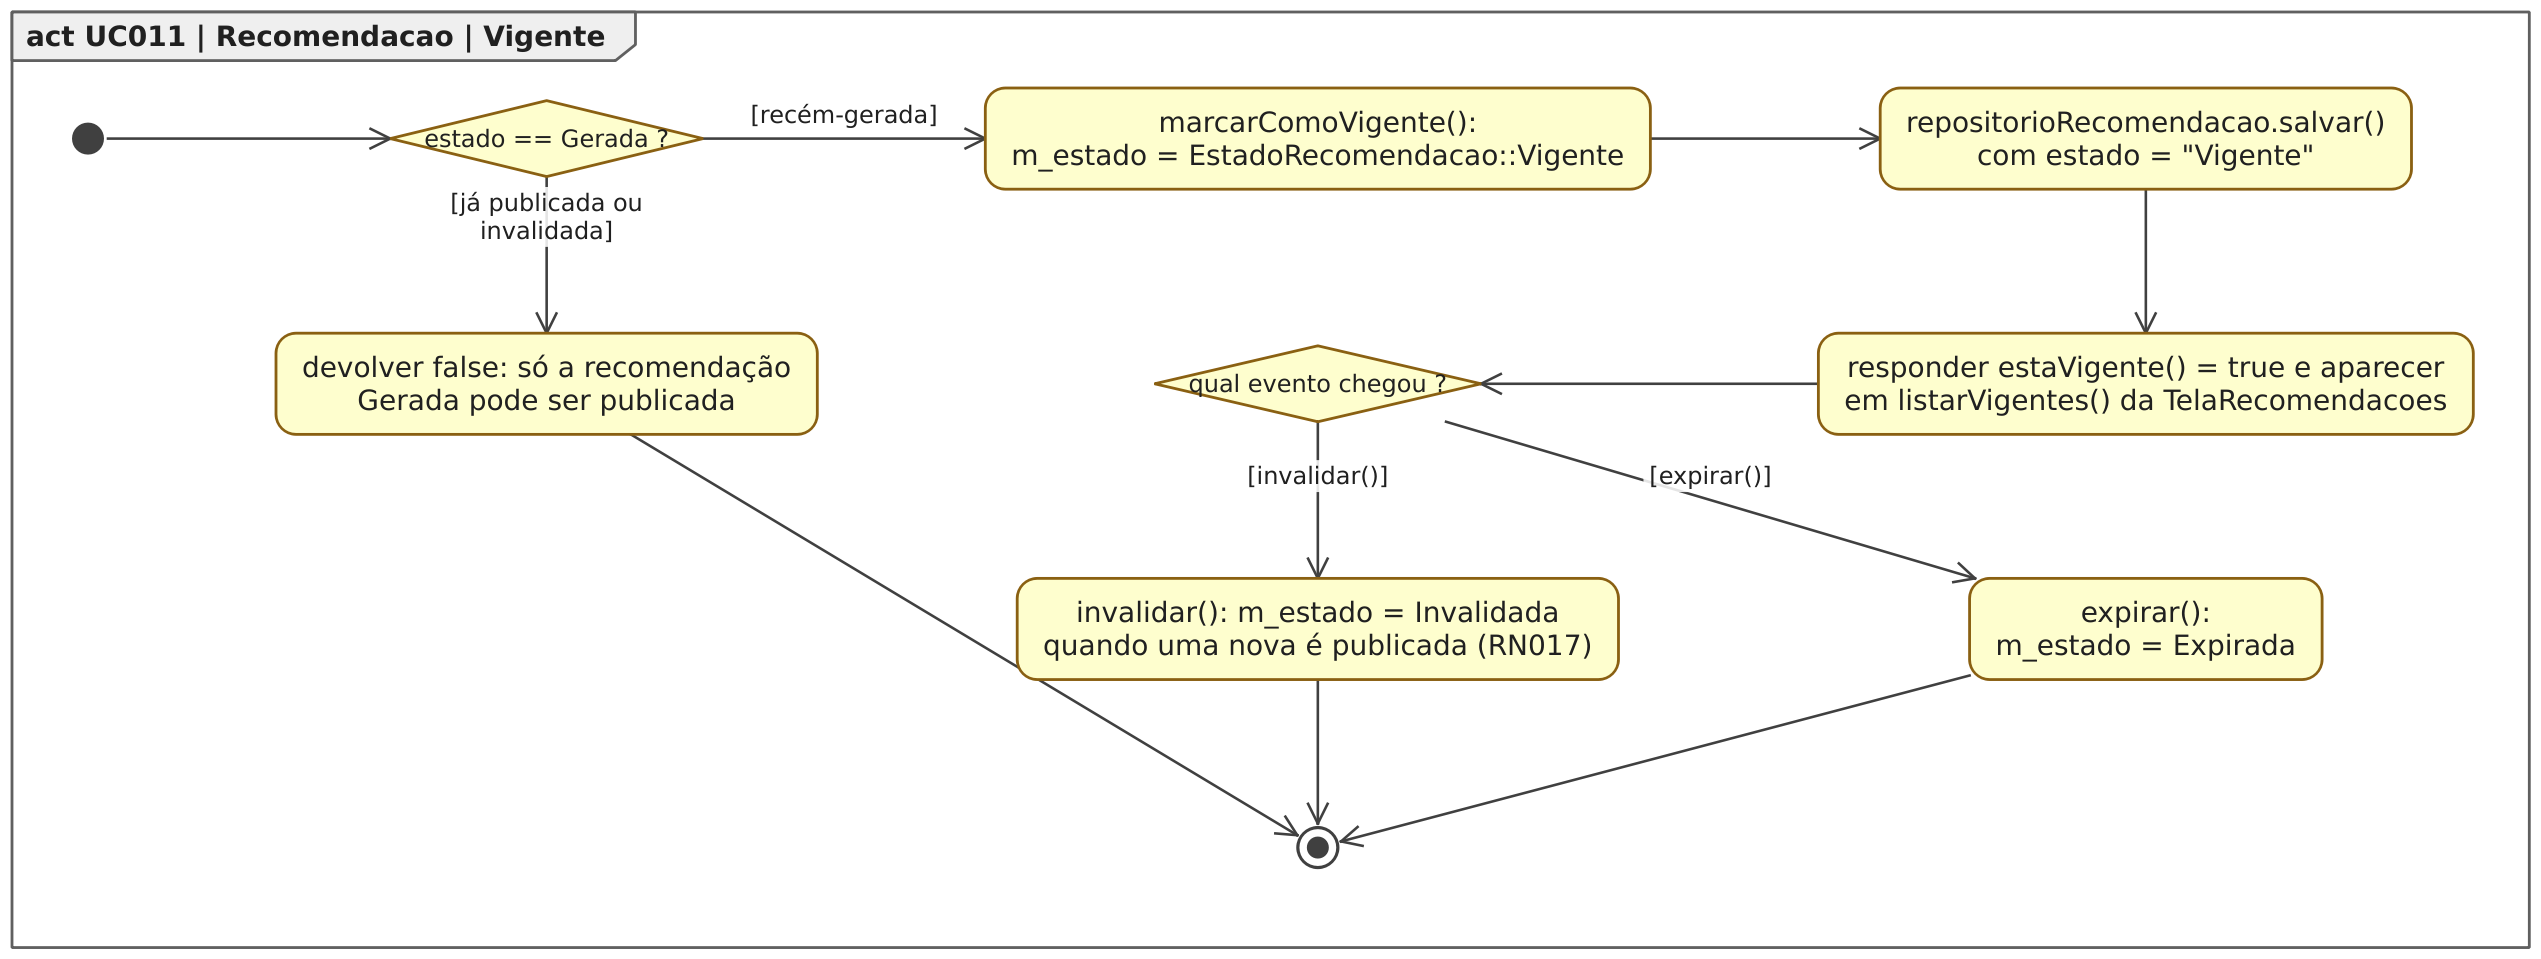 act UC011 | Recomendacao | Vigente
estado == Gerada ?
[recém-gerada]
marcarComoVigente():
m_estado = EstadoRecomendacao::Vigente
repositorioRecomendacao.salvar()
com estado = "Vigente"
[já publicada ou
invalidada]
devolver false: só a recomendação
Gerada pode ser publicada
qual evento chegou ?
responder estaVigente() = true e aparecer
em listarVigentes() da TelaRecomendacoes
[invalidar()]
[expirar()]
invalidar(): m_estado = Invalidada
quando uma nova é publicada (RN017)
expirar():
m_estado = Expirada